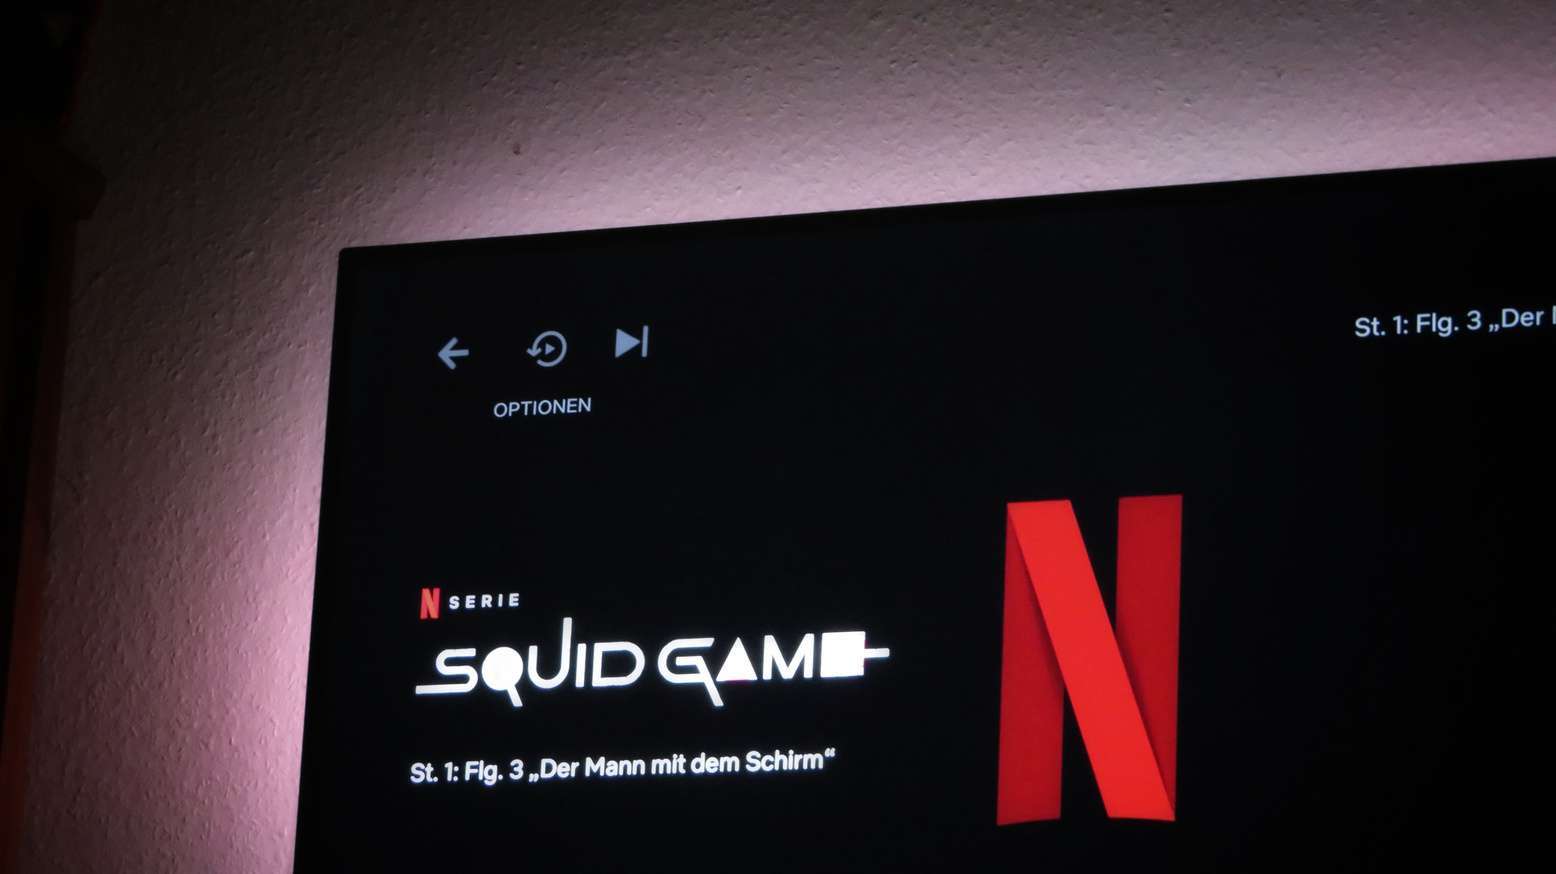 St. 1: Flg. 3 „Der
OPTIONEN
N SERIE
SQUID GAME
St. 1: Flg. 3 „Der Mann mit dem Schirm“
N